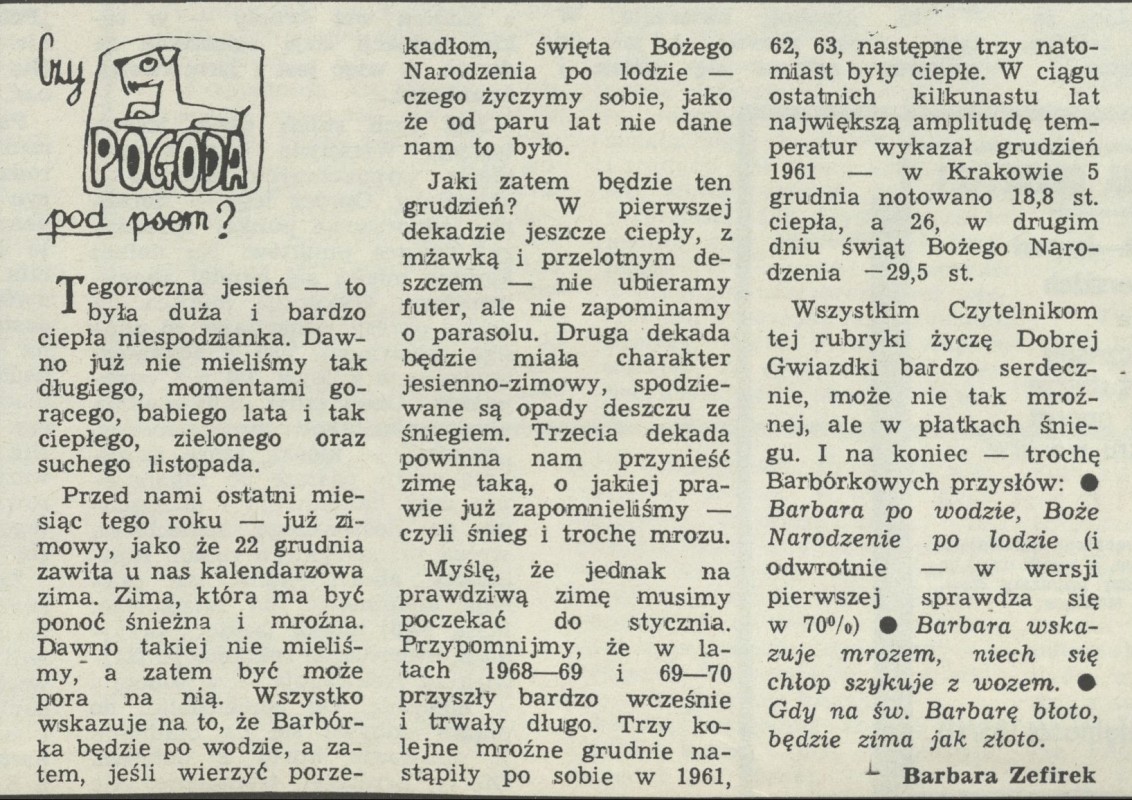 Czy
POGODA
pod psem?
Tegoroczna jesień — to
była duża i bardzo
ciepła niespodzianka. Daw-
no już nie mieliśmy tak
długiego, momentami go-
rącego, babiego lata i tak
ciepłego, zielonego oraz
suchego listopada.
Przed nami ostatni mie-
siąc tego roku — już zi-
mowy, jako że 22 grudnia
zawita u nas kalendarzowa
zima. Zima, która ma być
ponoć śnieżna i mroźna.
Dawno takiej nie mieliś-
my, a zatem być może
pora na nią. Wszystko
wskazuje na to, że Barbór-
ka będzie po wodzie, a za-
tem, jeśli wierzyć porze-
kadłom, święta Bożego
Narodzenia po lodzie —
czego życzymy sobie, jako
że od paru lat nie dane
nam to było.
Jaki zatem będzie ten
grudzień? W pierwszej
dekadzie jeszcze ciepły, z
mżawką i przelotnym de-
szczem — nie ubieramy
futer, ale nie zapominamy
o parasolu. Druga dekada
będzie miała charakter
jesienno-zimowy, spodzie-
wane są opady deszczu ze
śniegiem. Trzecia dekada
powinna nam przynieść
zimę taką, o jakiej pra-
wie już zapomnieliśmy —
czyli śnieg i trochę mrozu.
Myślę, że jednak na
prawdziwą zimę musimy
poczekać do stycznia.
Przypomnijmy, że w la-
tach 1968—69 i 69—70
przyszły bardzo wcześnie
i trwały długo. Trzy ko-
lejne mroźne grudnie na-
stąpiły po sobie w 1961,
62, 63, następne trzy nato-
miast były ciepłe. W ciągu
ostatnich kilkunastu lat
największą amplitudę tem-
peratur wykazał grudzień
1961 — w Krakowie 5
grudnia notowano 18,8 st.
ciepła, a 26, w drugim
dniu świąt Bożego Naro-
dzenia —29,5 st.
Wszystkim Czytelnikom
tej rubryki życzę Dobrej
Gwiazdki bardzo serdecz-
nie, może nie tak mroź-
nej, ale w płatkach śnie-
gu. I na koniec — trochę
Barbórkowych przysłów: ●
Barbara po wodzie, Boże
Narodzenie po lodzie (i
odwrotnie — w wersji
pierwszej sprawdza się
w 70%) ● Barbara wska-
zuje mrozem, niech się
chłop szykuje z wozem. ●
Gdy na św. Barbarę błoto,
będzie zima jak złoto.
Barbara Zefirek